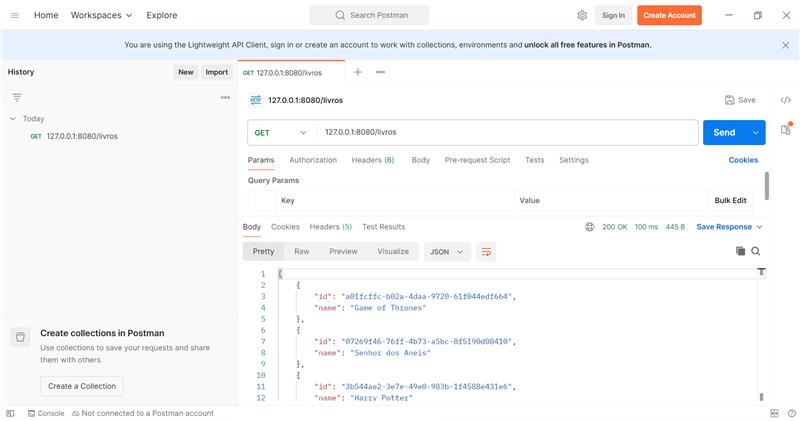 Home Workspaces Explore Search Postman Sign In Create Account
You are using the Lightweight API Client, sign in or create an account to work with collections, environments and unlock all free features in Postman.
History New Import
GET 127.0.0.1:8080/livros
Today
GET 127.0.0.1:8080/livros
HTTP 127.0.0.1:8080/livros Save
GET 127.0.0.1:8080/livros Send
Params Authorization Headers (6) Body Pre-request Script Tests Settings Cookies
Query Params
Key Value Bulk Edit
Body Cookies Headers (5) Test Results 200 OK 100 ms 445 B Save Response
Pretty Raw Preview Visualize JSON
1 [
2 {
3 "id": "a01fcffc-b02a-4daa-9720-61f044edf664",
4 "name": "Game of Thrones"
5 },
6 {
7 "id": "07269f46-76ff-4b73-a5bc-8f5190d08410",
8 "name": "Senhor dos Aneis"
9 },
10 {
11 "id": "3b544ae2-3e7e-49e0-983b-1f4588e431e6",
12 "name": "Harry Potter"
Create collections in Postman
Use collections to save your requests and share
them with others.
Create a Collection
Console Not connected to a Postman account